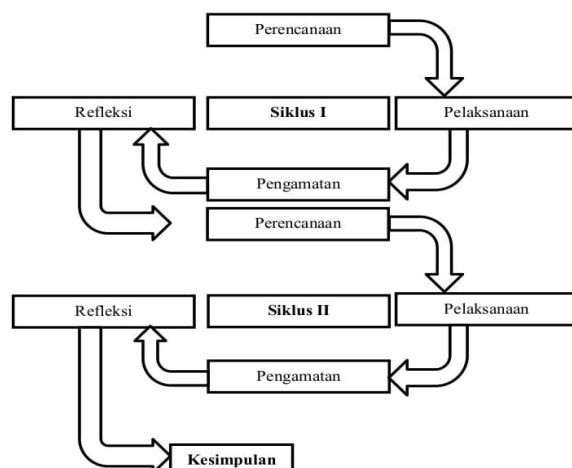 Perencanaan
Refleksi
Siklus I
Pelaksanaan
Pengamatan
Perencanaan
Refleksi
Siklus II
Pelaksanaan
Pengamatan
Kesimpulan